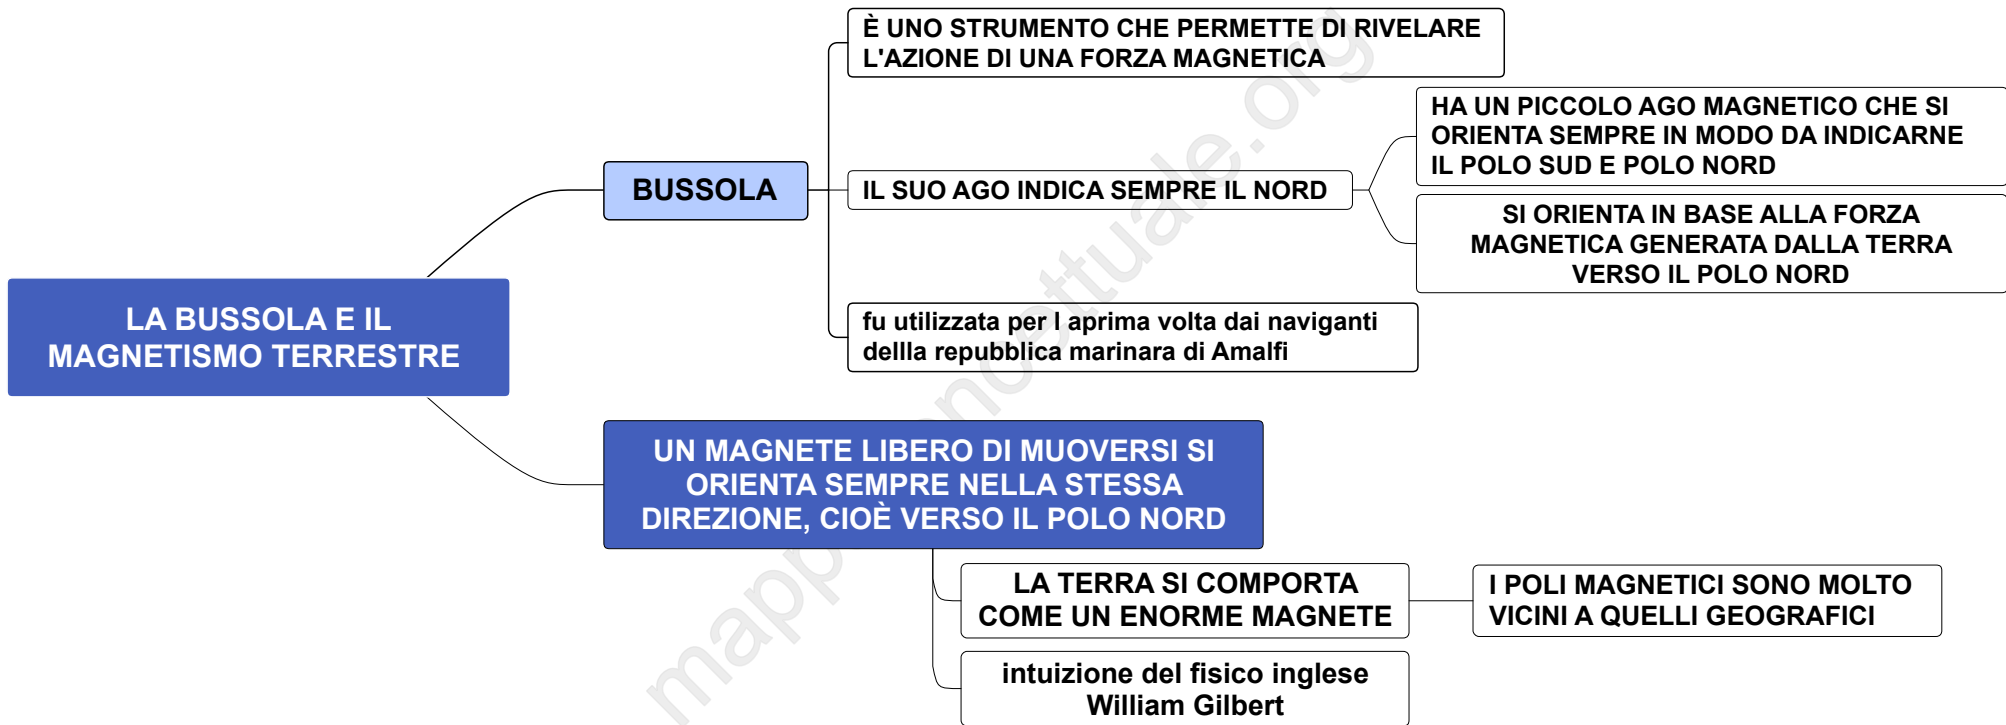 È UNO STRUMENTO CHE PERMETTE DI RIVELARE
L'AZIONE DI UNA FORZA MAGNETICA
HA UN PICCOLO AGO MAGNETICO CHE SI
ORIENTA SEMPRE IN MODO DA INDICARNE
IL POLO SUD E POLO NORD
BUSSOLA
IL SUO AGO INDICA SEMPRE IL NORD
SI ORIENTA IN BASE ALLA FORZA
MAGNETICA GENERATA DALLA TERRA
VERSO IL POLO NORD
LA BUSSOLA E IL
MAGNETISMO TERRESTRE
fu utilizzata per l aprima volta dai naviganti
dellla repubblica marinara di Amalfi
UN MAGNETE LIBERO DI MUOVERSI SI
ORIENTA SEMPRE NELLA STESSA
DIREZIONE, CIOÈ VERSO IL POLO NORD
LA TERRA SI COMPORTA
COME UN ENORME MAGNETE
I POLI MAGNETICI SONO MOLTO
VICINI A QUELLI GEOGRAFICI
intuizione del fisico inglese
William Gilbert